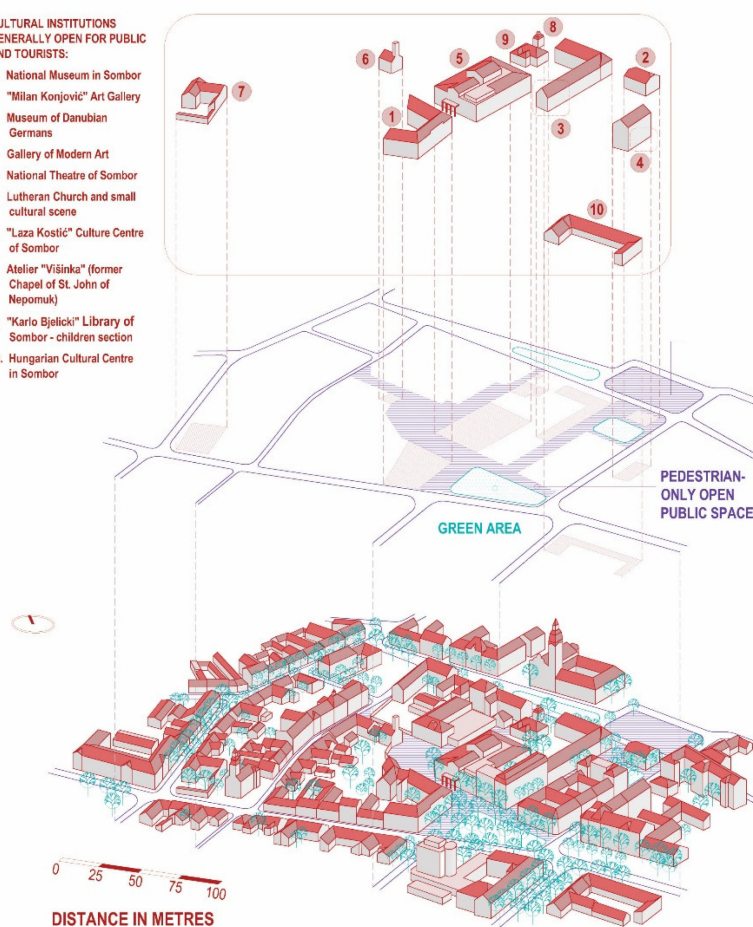 ULTURAL INSTITUTIONS
ENERALLY OPEN FOR PUBLIC
ND TOURISTS:
National Museum in Sombor
"Milan Konjović" Art Gallery
Museum of Danubian
Germans
Gallery of Modern Art
National Theatre of Sombor
Lutheran Church and small
cultural scene
"Laza Kostić" Culture Centre
of Sombor
Atelier "Višinka" (former
Chapel of St. John of
Nepomuk)
"Karlo Bjelicki" Library of
Sombor - children section
. Hungarian Cultural Centre
in Sombor
8
9
6
5
2
7
1
3
4
10
PEDESTRIAN-
ONLY OPEN
PUBLIC SPACE
GREEN AREA
0 25 50 75 100
DISTANCE IN METRES